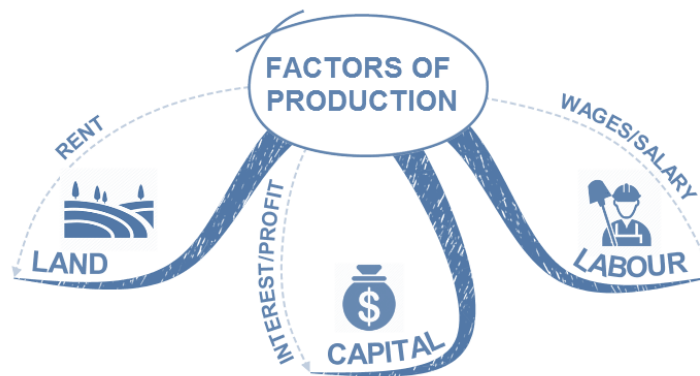 FACTORS OF
PRODUCTION
RENT
WAGES/SALARY
INTEREST/PROFIT
LAND
LABOUR
$
CAPITAL